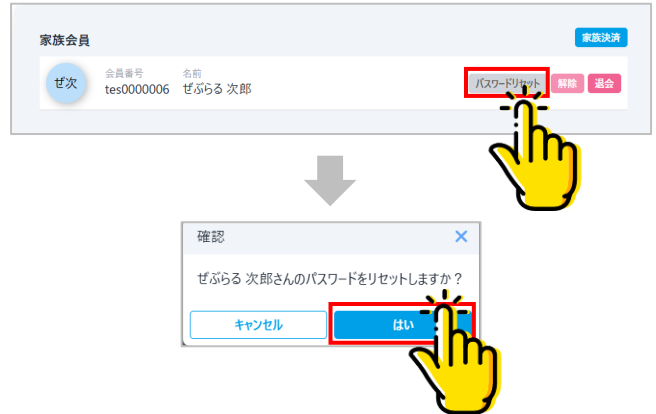 家族会員
家族決済
ぜ次
会員番号 名前
tes0000006 ぜぶらる 次郎
パスワードリセット 解除 退会
確認
ぜぶらる 次郎さんのパスワードをリセットしますか？
キャンセル はい